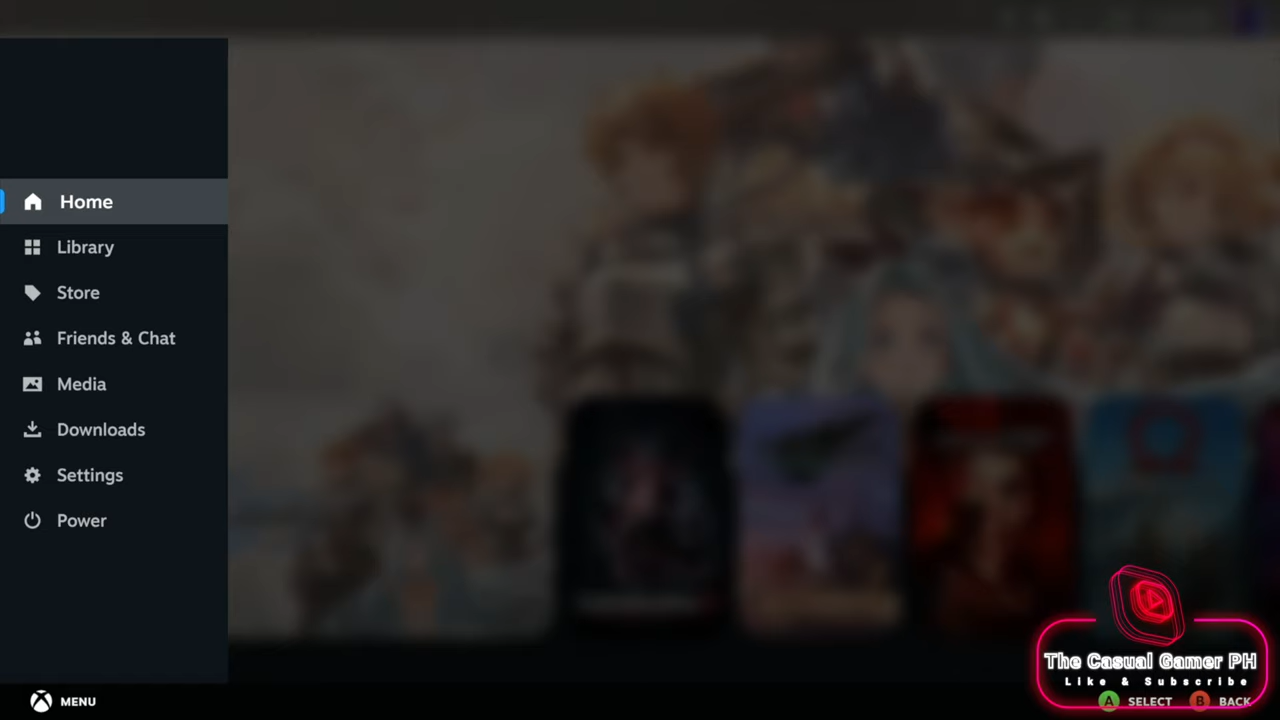 Home
Library
Store
Friends & Chat
Media
Downloads
Settings
Power
The Casual Gamer PH
Like & Subscribe
MENU
A SELECT B BACK